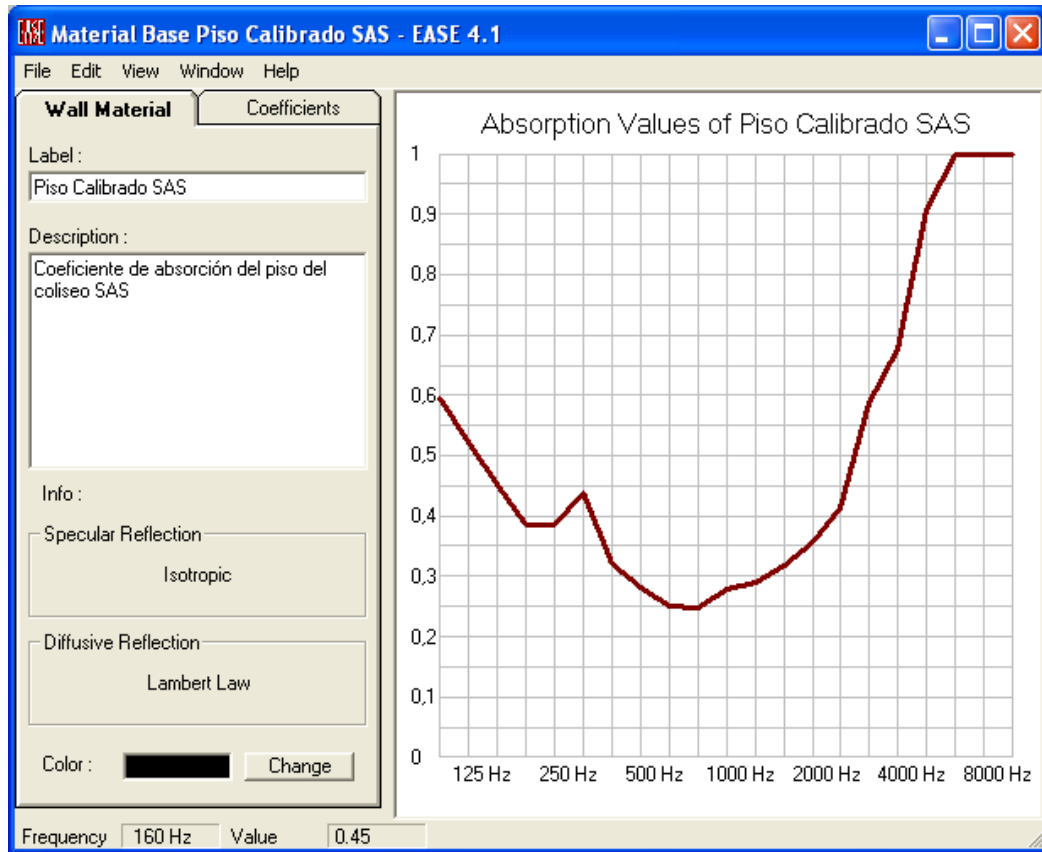 Material Base Piso Calibrado SAS - EASE 4.1
File Edit View Window Help
Wall Material
Coefficients
Label :
Piso Calibrado SAS
Description :
Coeficiente de absorción del piso del
coliseo SAS
Info :
Specular Reflection
Isotropic
Diffusive Reflection
Lambert Law
Color :
Change
Absorption Values of Piso Calibrado SAS
1
0,9
0,8
0,7
0,6
0,5
0,4
0,3
0,2
0,1
0
125 Hz 250 Hz 500 Hz 1000 Hz 2000 Hz 4000 Hz 8000 Hz
Frequency 160 Hz Value 0.45